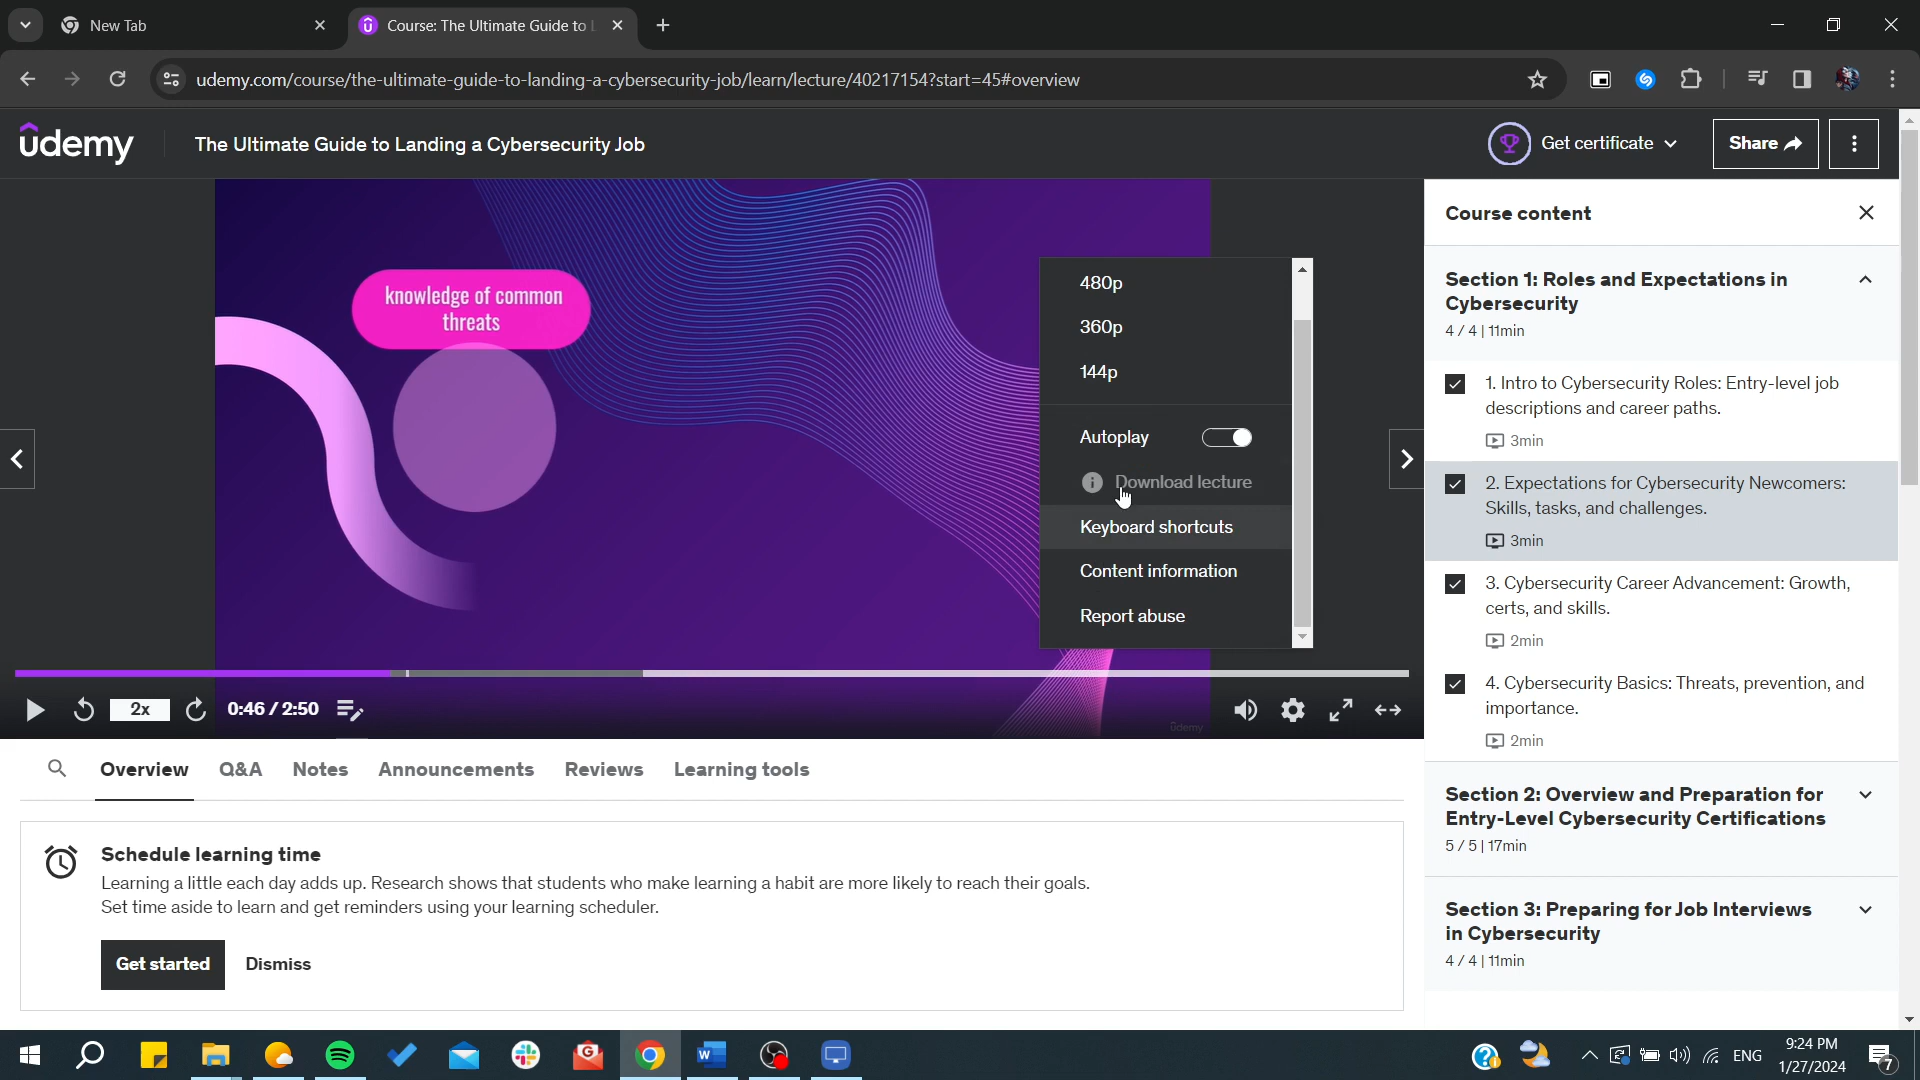 New Tab
Course: The Ultimate Guide to L
udemy.com/course/the-ultimate-guide-to-landing-a-cybersecurity-job/learn/lecture/40217154?start=45#overview
ûdemy
The Ultimate Guide to Landing a Cybersecurity Job
Get certificate
Share
knowledge of common
threats
480p
360p
144p
Autoplay
Download lecture
Keyboard shortcuts
Content information
Report abuse
2x
0:46 / 2:50
ûdemy
Course content
Section 1: Roles and Expectations in
Cybersecurity
4 / 4 | 11min
1. Intro to Cybersecurity Roles: Entry-level job
descriptions and career paths.
3min
2. Expectations for Cybersecurity Newcomers:
Skills, tasks, and challenges.
3min
3. Cybersecurity Career Advancement: Growth,
certs, and skills.
2min
4. Cybersecurity Basics: Threats, prevention, and
importance.
2min
Section 2: Overview and Preparation for
Entry-Level Cybersecurity Certifications
5 / 5 | 17min
Section 3: Preparing for Job Interviews
in Cybersecurity
4 / 4 | 11min
Overview
Q&A
Notes
Announcements
Reviews
Learning tools
Schedule learning time
Learning a little each day adds up. Research shows that students who make learning a habit are more likely to reach their goals.
Set time aside to learn and get reminders using your learning scheduler.
Get started
Dismiss
ENG
9:24 PM
1/27/2024
7